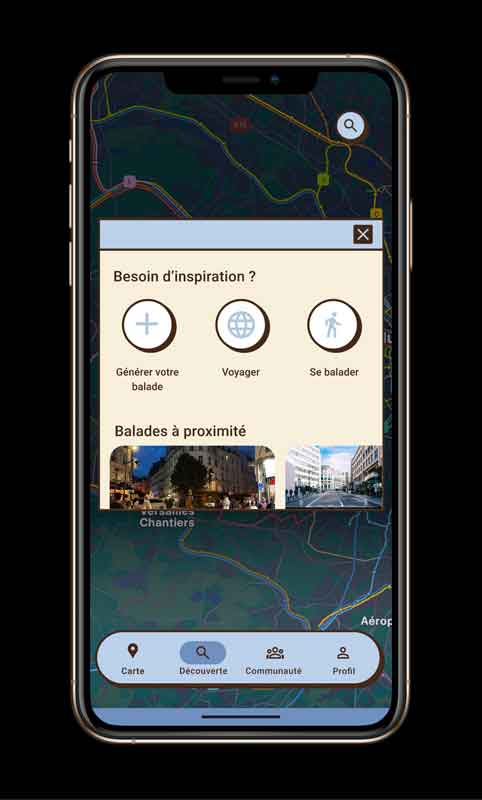 Besoin d’inspiration ?
Générer votre
balade
Voyager
Se balader
Balades à proximité
Versailles
Chantiers
Aérop
Carte
Découverte
Communauté
Profil